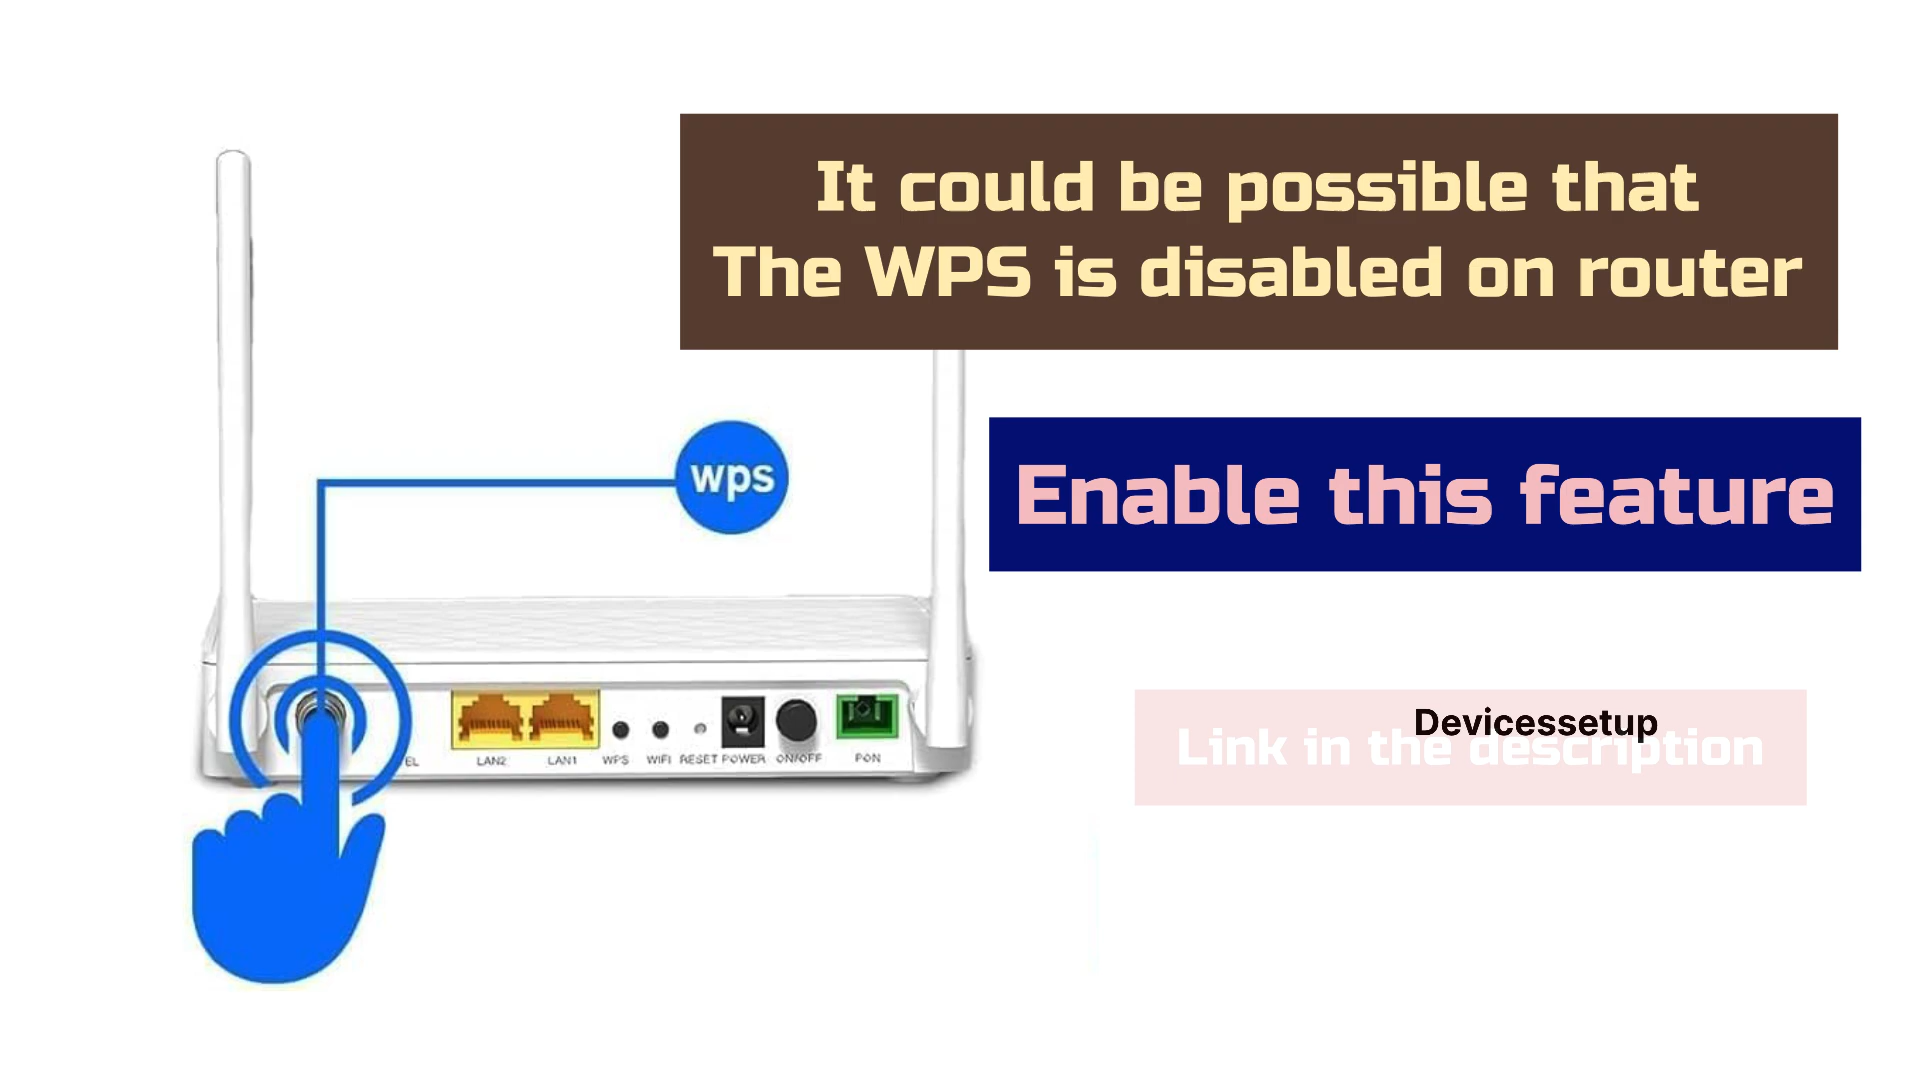 It could be possible that
The WPS is disabled on router
wps
Enable this feature
Devicessetup
Link in the description
EL
LAN2
LAN1
WPS
WIFI
RESET
POWER
ON/OFF
PON